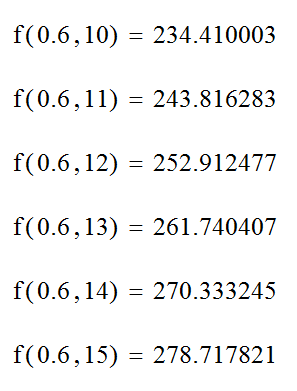 f(0.6,10) = 234.410003
f(0.6,11) = 243.816283
f(0.6,12) = 252.912477
f(0.6,13) = 261.740407
f(0.6,14) = 270.333245
f(0.6,15) = 278.717821